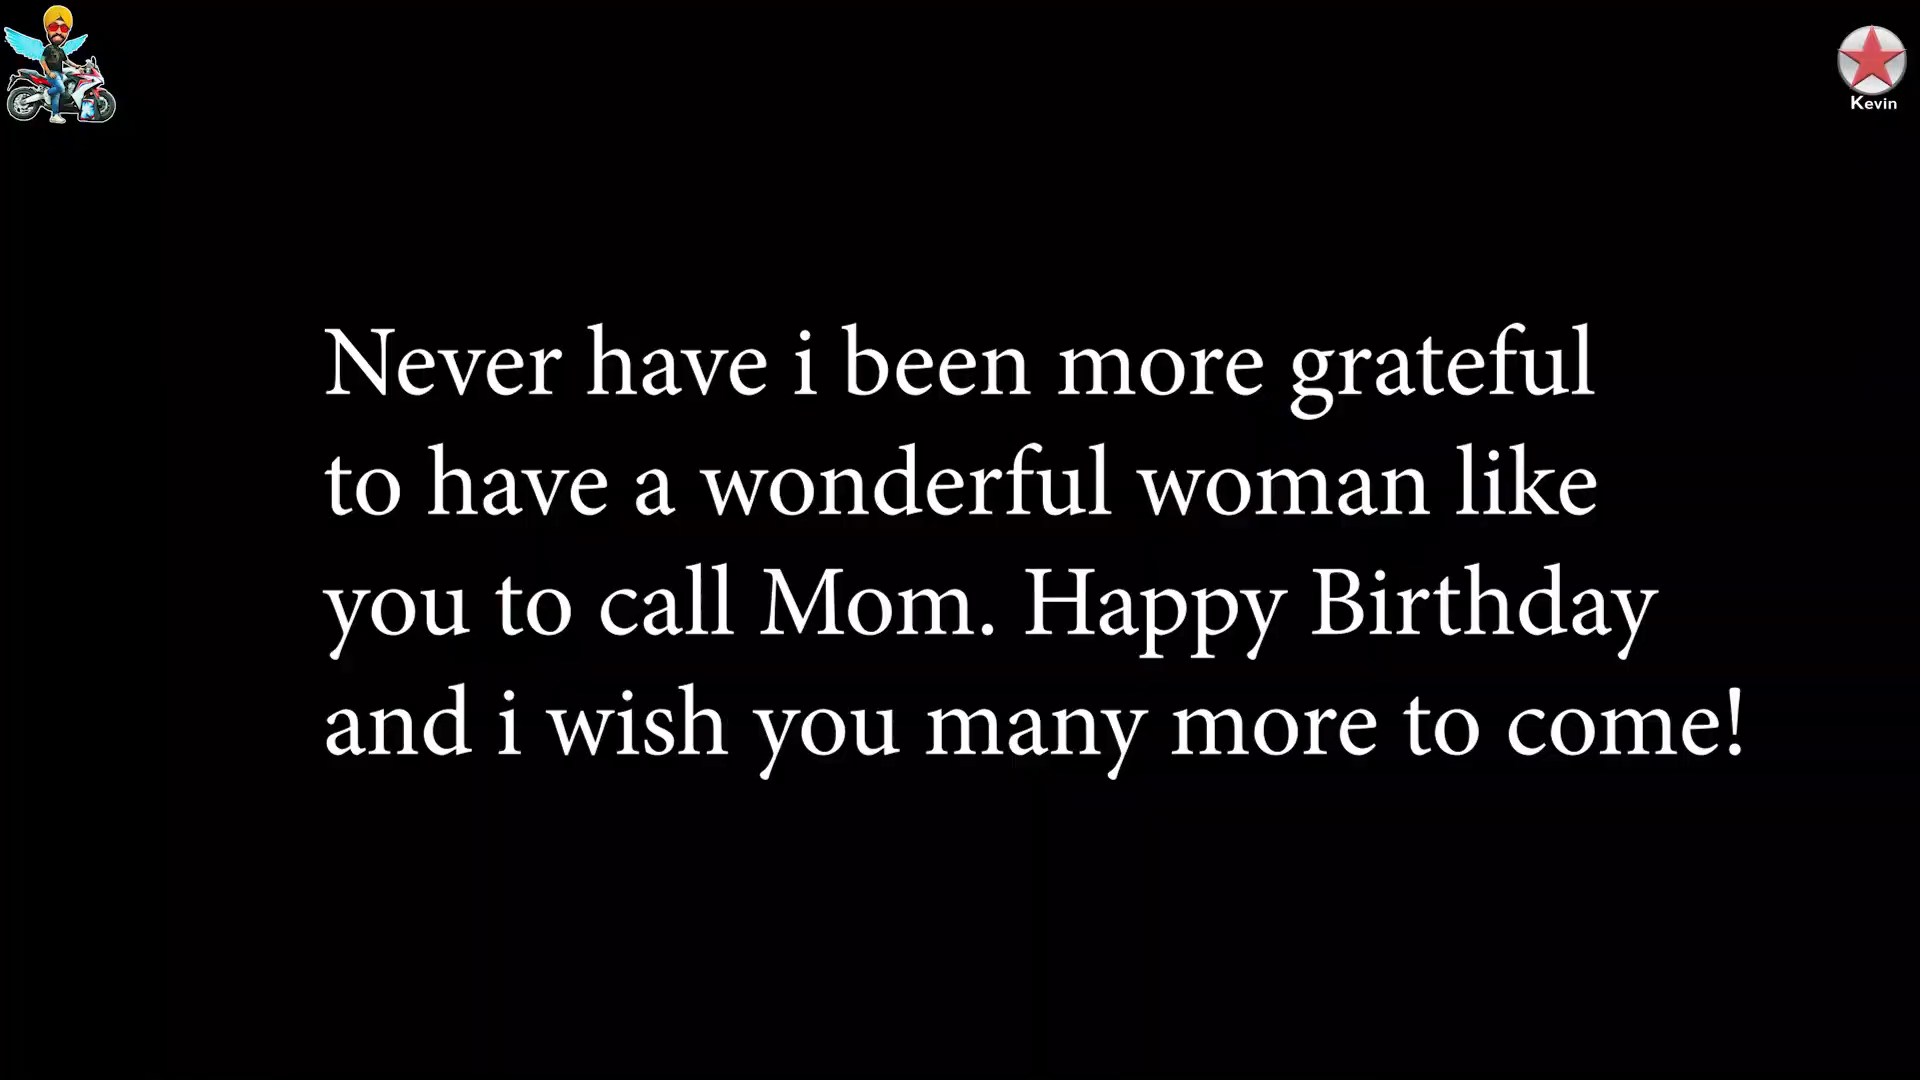 Kevin
Never have i been more grateful
to have a wonderful woman like
you to call Mom. Happy Birthday
and i wish you many more to come!